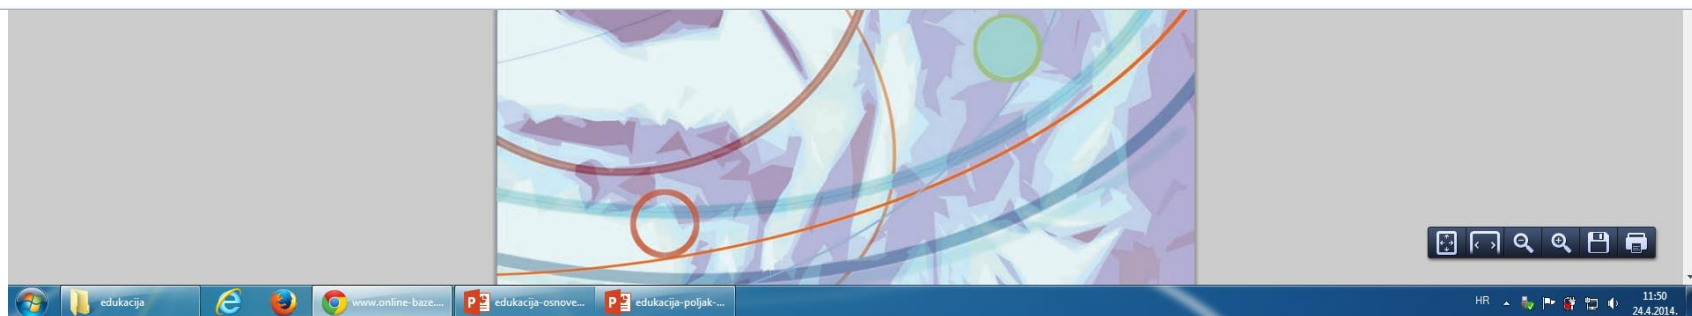 edukacija
www.online-baze....
edukacija-osnove...
edukacija-poljak-...
HR
11:50
24.4.2014.